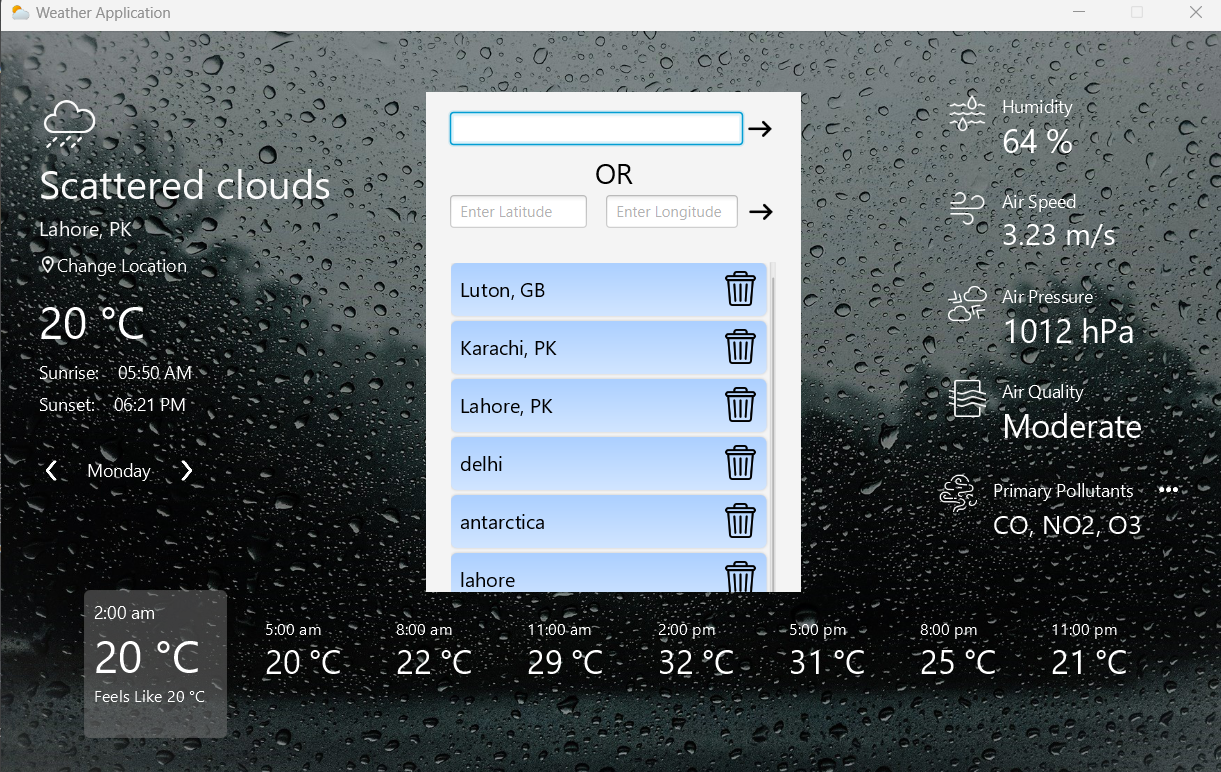 Weather Application
Scattered clouds
Lahore, PK
Change Location
20 °C
Sunrise: 05:50 AM
Sunset: 06:21 PM
Monday
OR
Enter Latitude
Enter Longitude
Luton, GB
Karachi, PK
Lahore, PK
delhi
antarctica
lahore
Humidity
64 %
Air Speed
3.23 m/s
Air Pressure
1012 hPa
Air Quality
Moderate
Primary Pollutants
CO, NO2, O3
2:00 am
20 °C
Feels Like 20 °C
5:00 am
20 °C
8:00 am
22 °C
11:00 am
29 °C
2:00 pm
32 °C
5:00 pm
31 °C
8:00 pm
25 °C
11:00 pm
21 °C